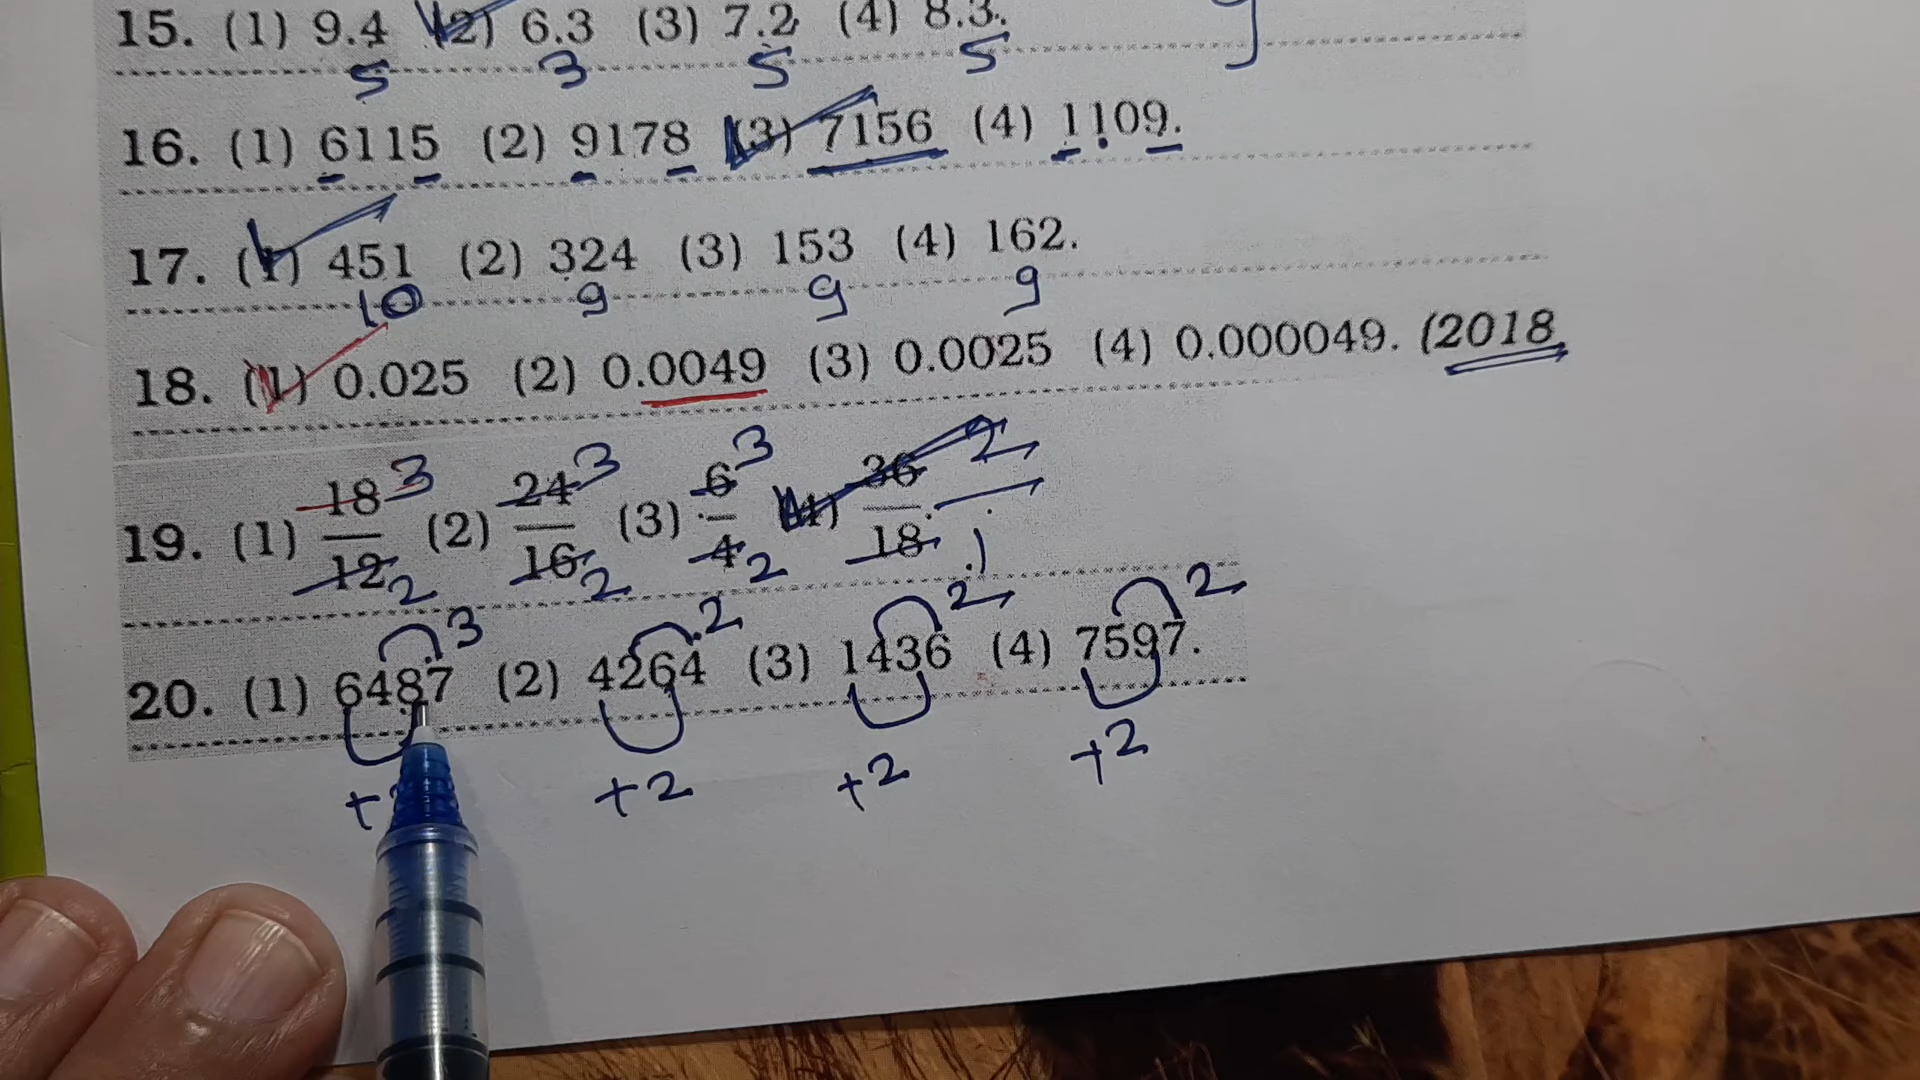 15. (1) 9.4 (2) 6.3 (3) 7.2 (4) 8.3.
5 3 5 5
16. (1) 6115 (2) 9178 (3) 7156 (4) 1109.
17. (1) 451 (2) 324 (3) 153 (4) 162.
10 9 9 9
18. (1) 0.025 (2) 0.0049 (3) 0.0025 (4) 0.000049. (2018
3 3 3 2
19. (1) 18/12 (2) 24/16 (3) 6/4 (4) 36/18.
2 2 2 1
3 2 2 2
20. (1) 6487 (2) 4264 (3) 1436 (4) 7597.
+2 +2 +2